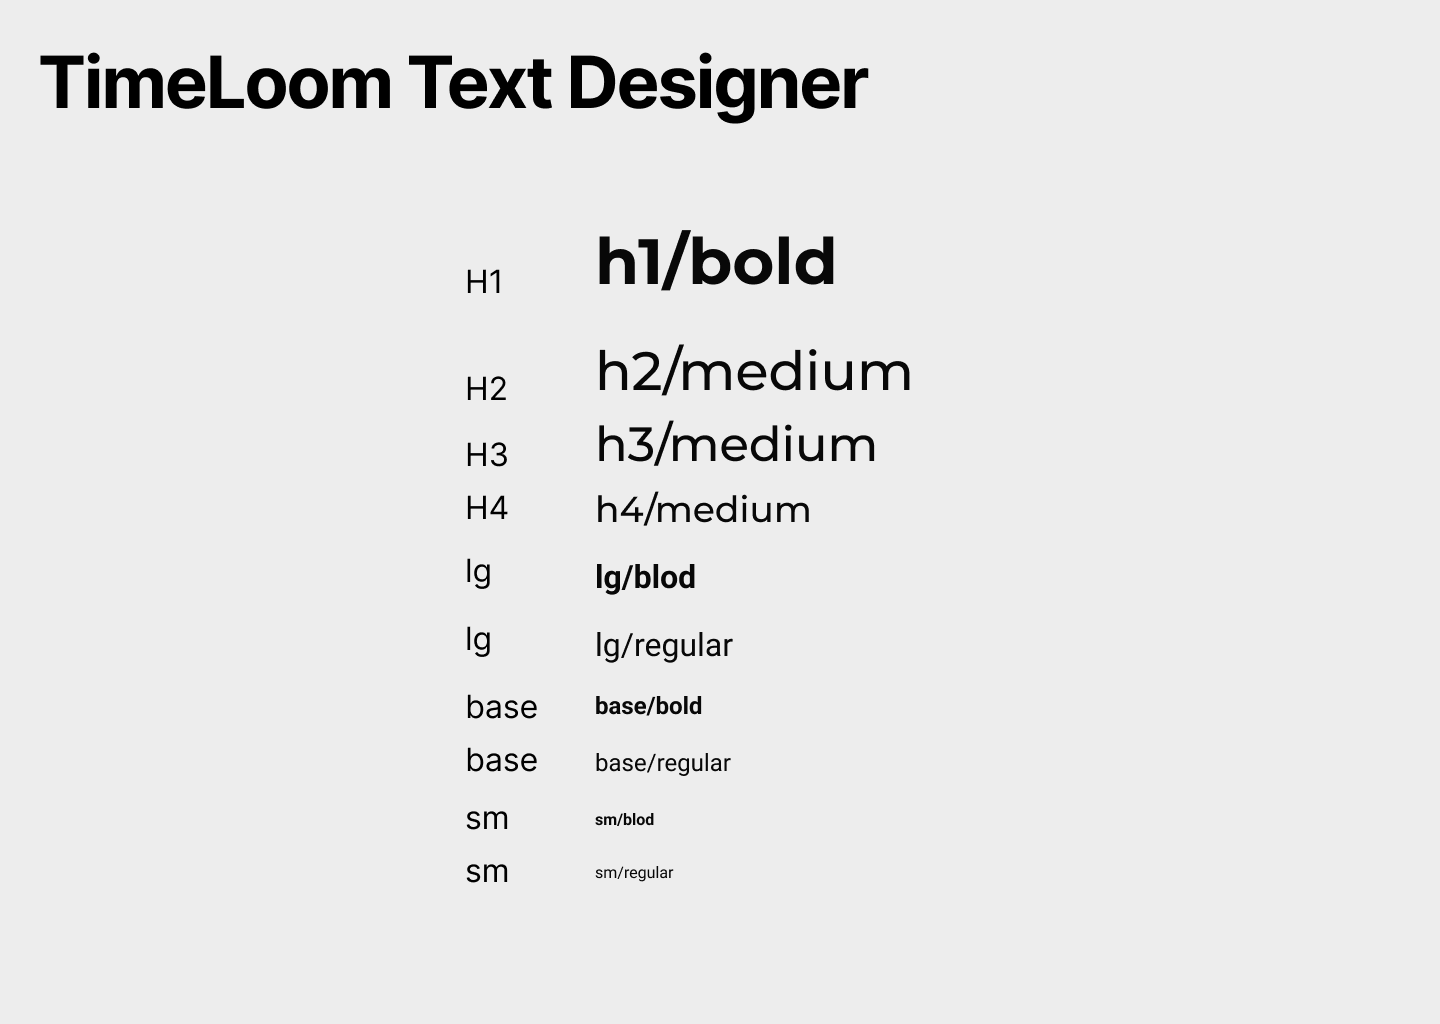 TimeLoom Text Designer
H1 h1/bold
H2 h2/medium
H3 h3/medium
H4 h4/medium
lg lg/blod
lg lg/regular
base base/bold
base base/regular
sm sm/blod
sm sm/regular